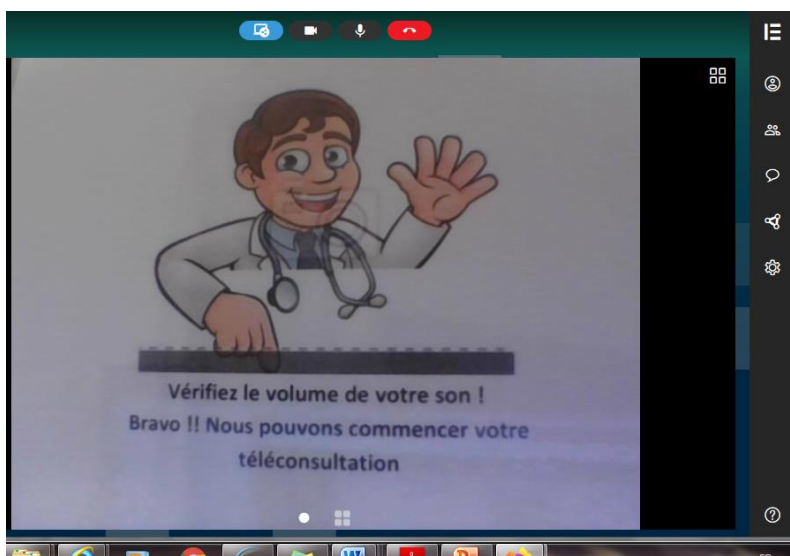 Vérifiez le volume de votre son !
Bravo !! Nous pouvons commencer votre
téléconsultation